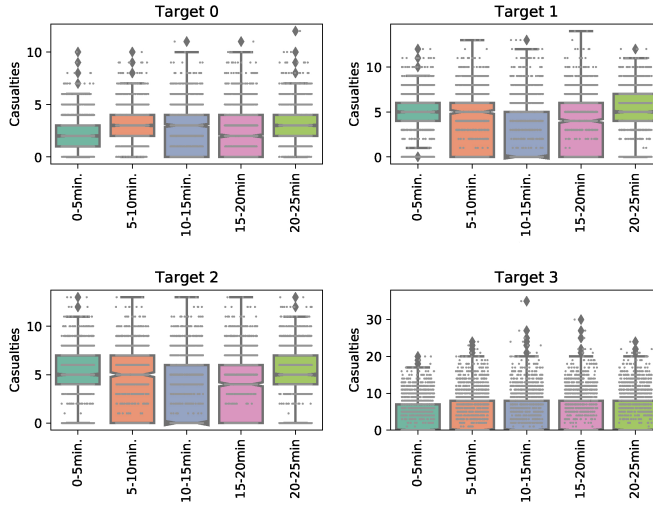 Target 0
Casualties
10
5
0
0-5min.
5-10min.
10-15min.
15-20min.
20-25min
Target 1
Casualties
10
5
0
0-5min.
5-10min.
10-15min.
15-20min
20-25min.
Target 2
Casualties
10
5
0
0-5min.
5-10min.
10-15min.
15-20min.
20-25min.
Target 3
Casualties
30
20
10
0
0-5min.
5-10min.
10-15min.
15-20min.
20-25min.